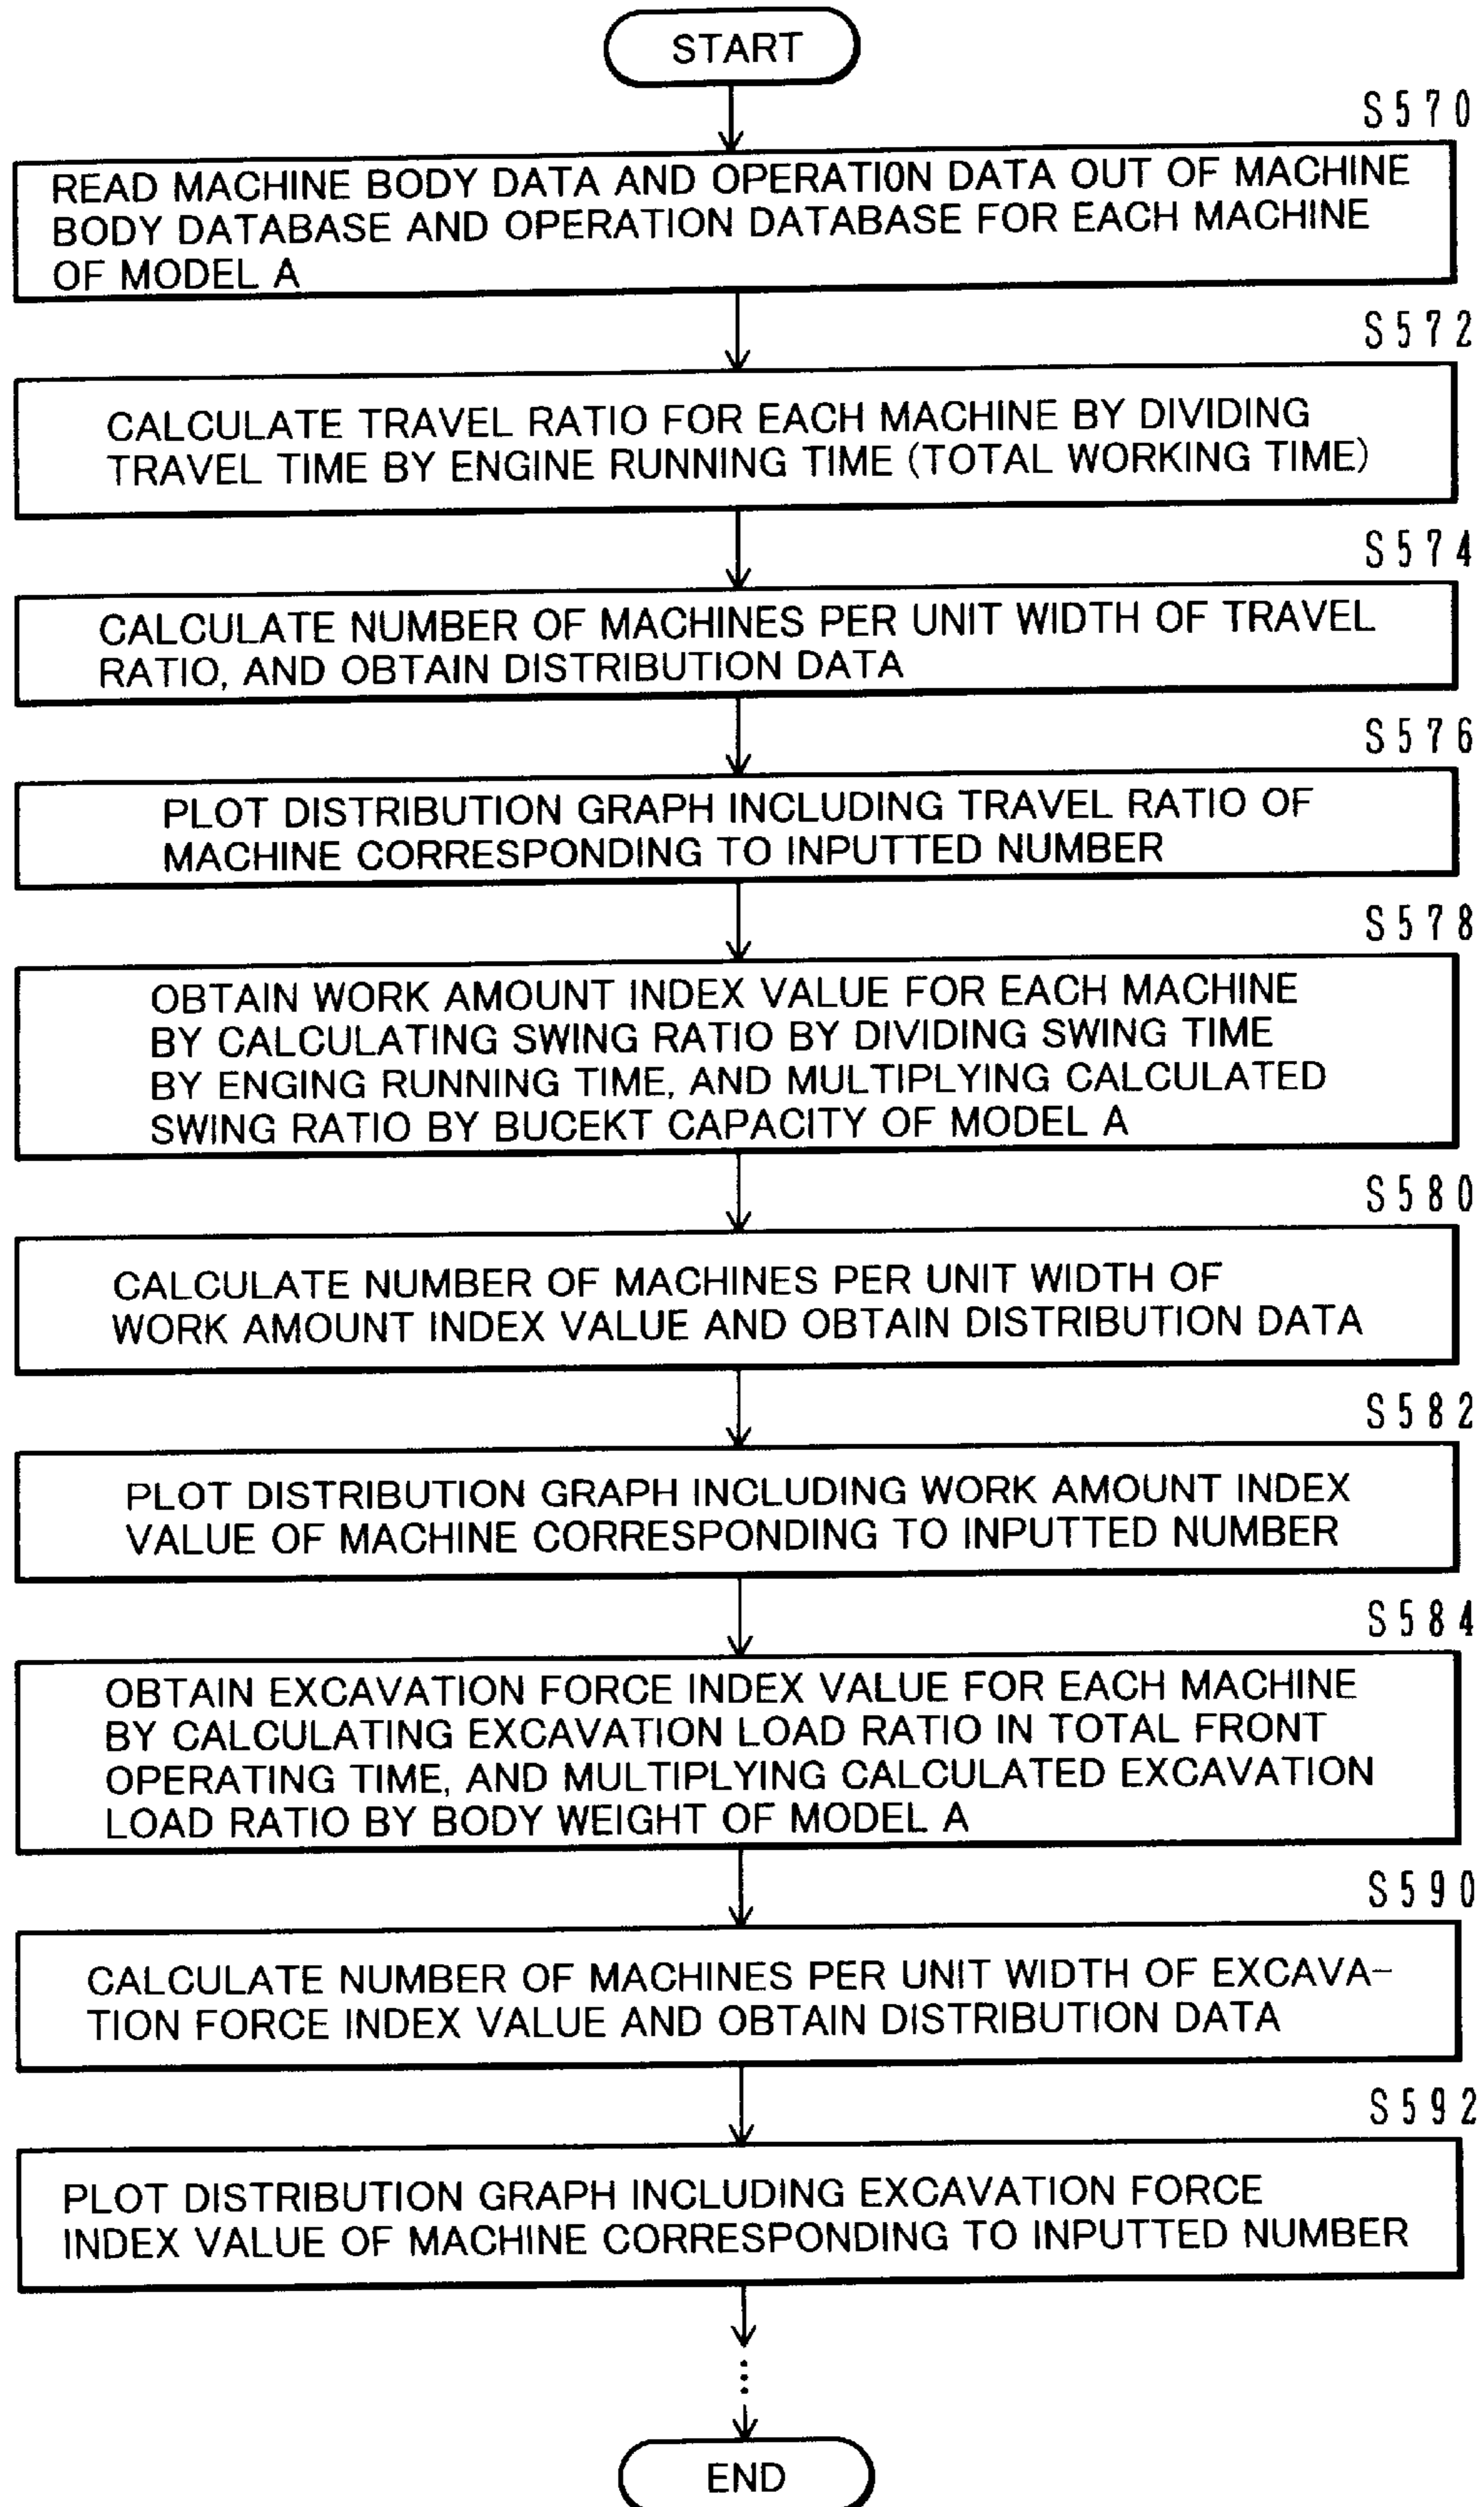 START
S570
READ MACHINE BODY DATA AND OPERATION DATA OUT OF MACHINE
BODY DATABASE AND OPERATION DATABASE FOR EACH MACHINE
OF MODEL A
S572
CALCULATE TRAVEL RATIO FOR EACH MACHINE BY DIVIDING
TRAVEL TIME BY ENGINE RUNNING TIME (TOTAL WORKING TIME)
S574
CALCULATE NUMBER OF MACHINES PER UNIT WIDTH OF TRAVEL
RATIO, AND OBTAIN DISTRIBUTION DATA
S576
PLOT DISTRIBUTION GRAPH INCLUDING TRAVEL RATIO OF
MACHINE CORRESPONDING TO INPUTTED NUMBER
S578
OBTAIN WORK AMOUNT INDEX VALUE FOR EACH MACHINE
BY CALCULATING SWING RATIO BY DIVIDING SWING TIME
BY ENGING RUNNING TIME, AND MULTIPLYING CALCULATED
SWING RATIO BY BUCEKT CAPACITY OF MODEL A
S580
CALCULATE NUMBER OF MACHINES PER UNIT WIDTH OF
WORK AMOUNT INDEX VALUE AND OBTAIN DISTRIBUTION DATA
S582
PLOT DISTRIBUTION GRAPH INCLUDING WORK AMOUNT INDEX
VALUE OF MACHINE CORRESPONDING TO INPUTTED NUMBER
S584
OBTAIN EXCAVATION FORCE INDEX VALUE FOR EACH MACHINE
BY CALCULATING EXCAVATION LOAD RATIO IN TOTAL FRONT
OPERATING TIME, AND MULTIPLYING CALCULATED EXCAVATION
LOAD RATIO BY BODY WEIGHT OF MODEL A
S590
CALCULATE NUMBER OF MACHINES PER UNIT WIDTH OF EXCAVA-
TION FORCE INDEX VALUE AND OBTAIN DISTRIBUTION DATA
S592
PLOT DISTRIBUTION GRAPH INCLUDING EXCAVATION FORCE
INDEX VALUE OF MACHINE CORRESPONDING TO INPUTTED NUMBER
END